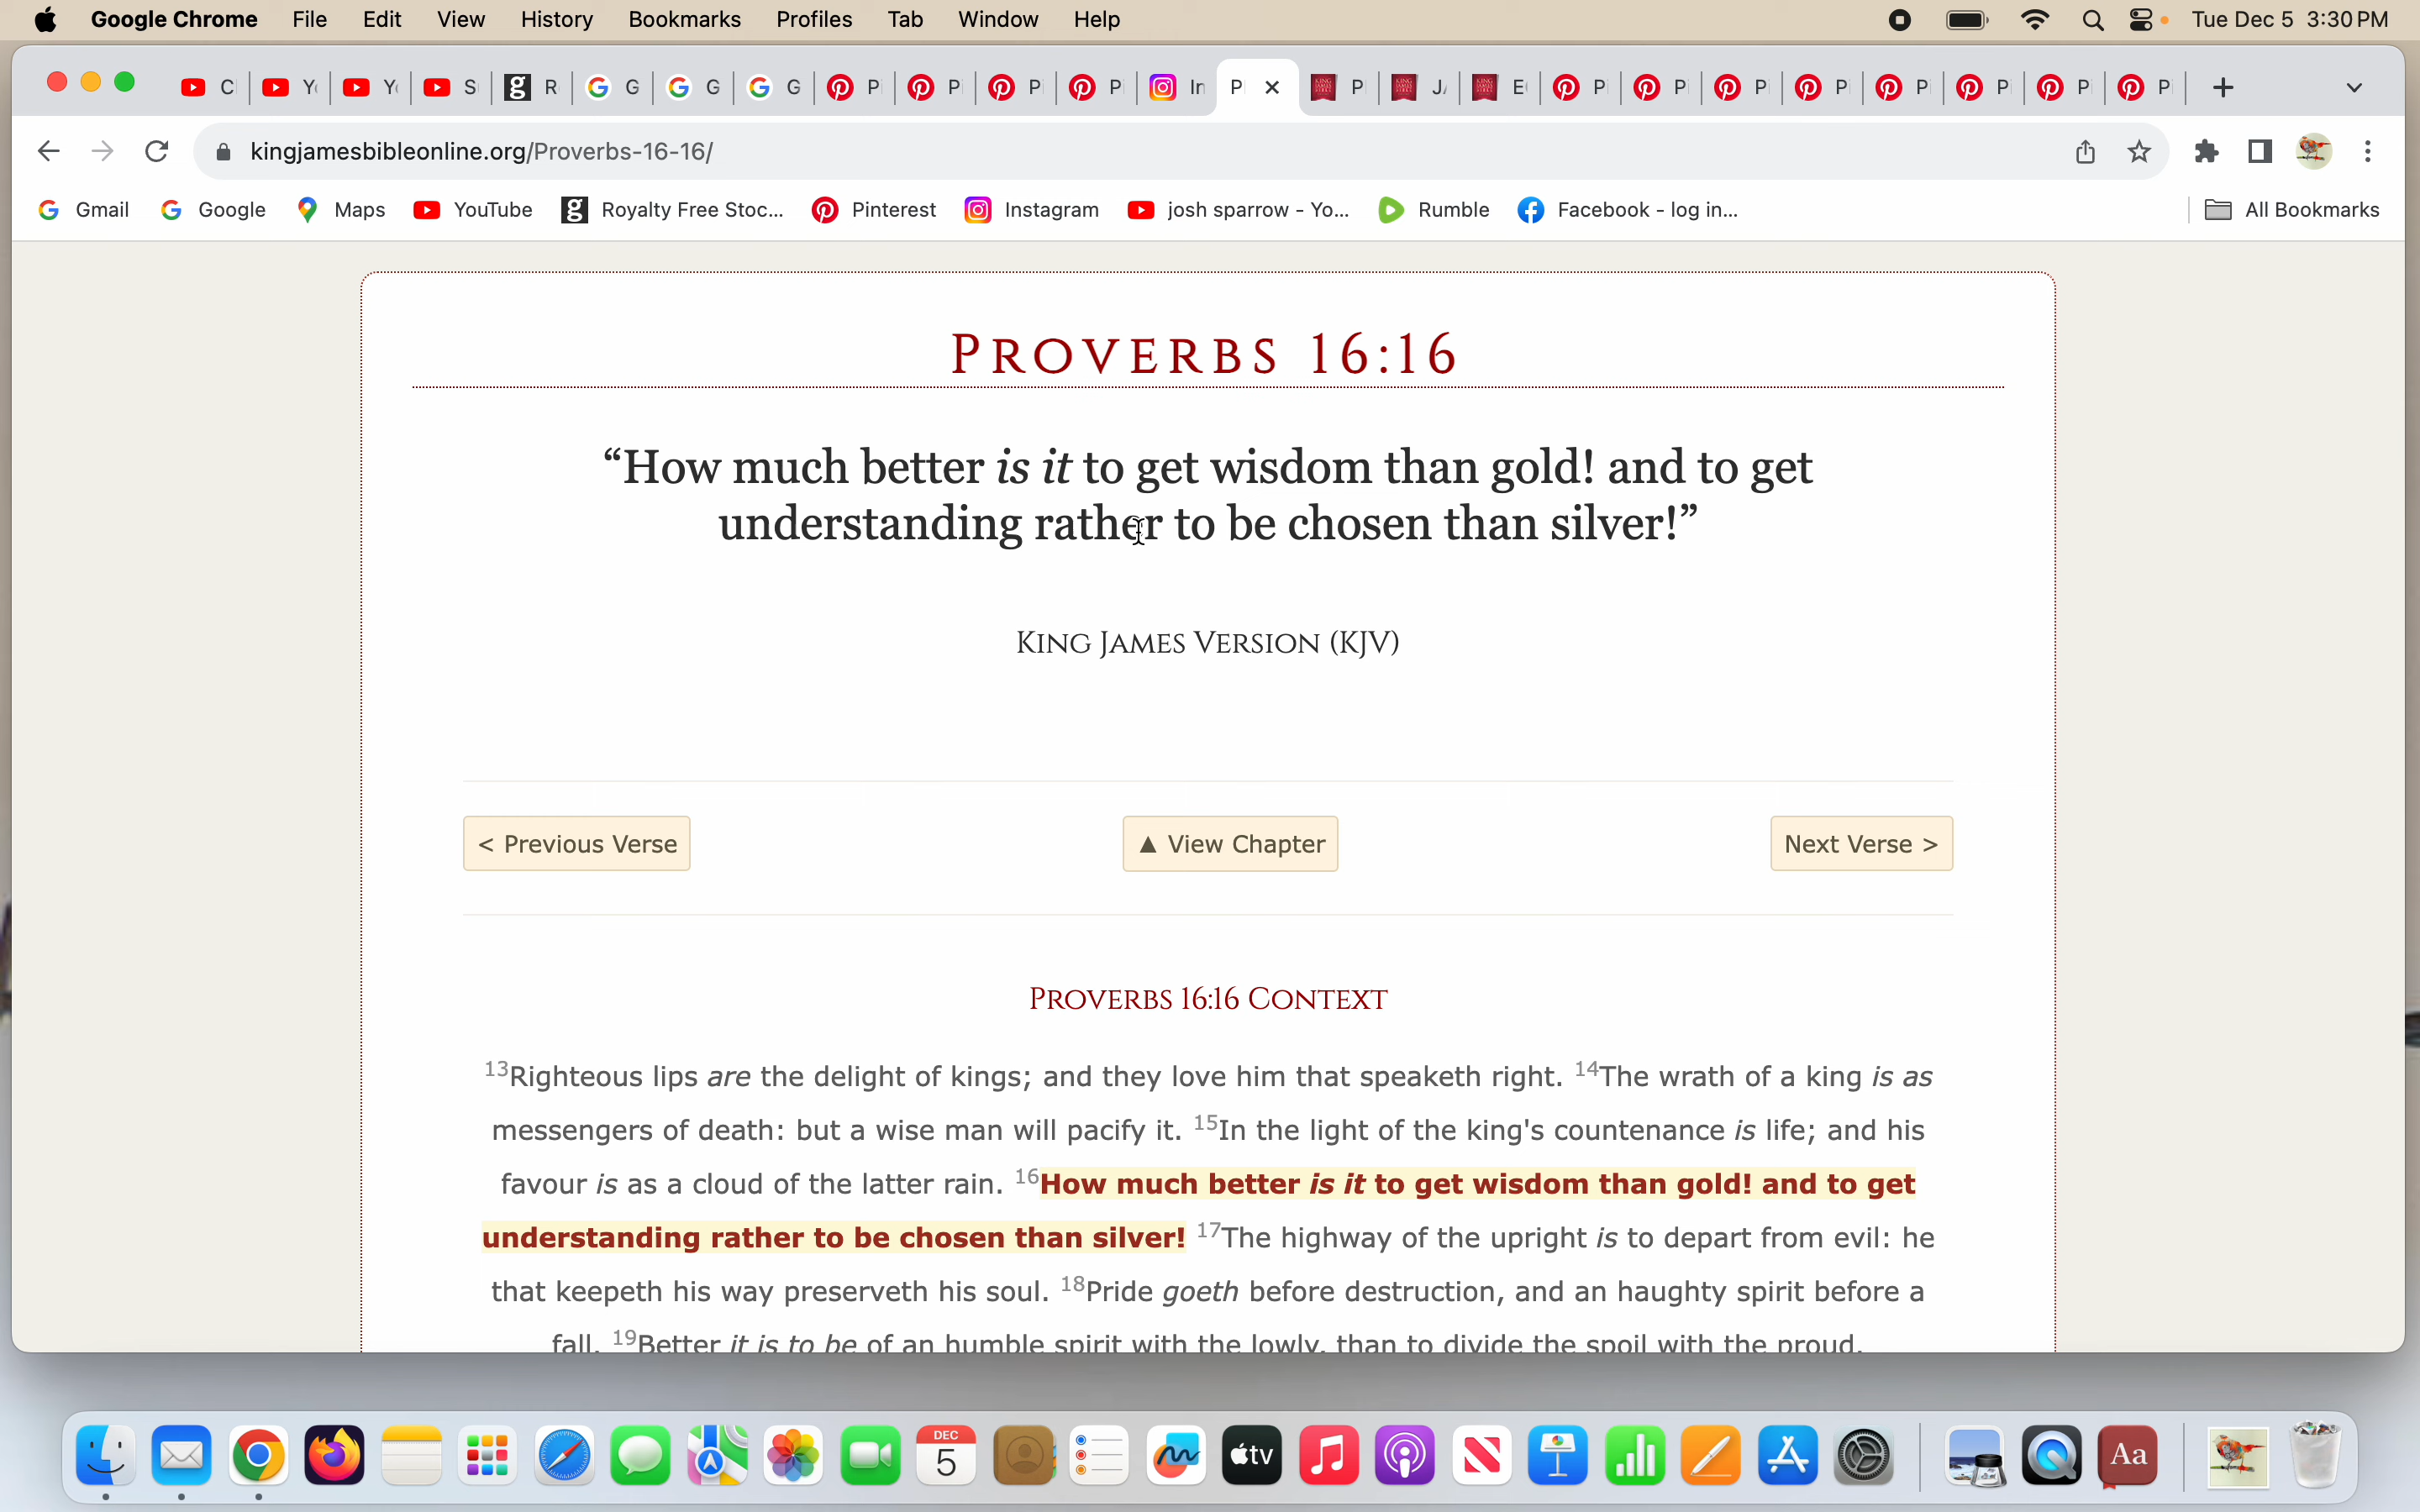 Google Chrome File Edit View History Bookmarks Profiles Tab Window Help Tue Dec 5 3:30 PM
C Y Y S R G G G P P P P In P P J E P P P P P P P P
kingjamesbibleonline.org/Proverbs-16-16/
Gmail Google Maps YouTube Royalty Free Stoc... Pinterest Instagram josh sparrow - Yo... Rumble Facebook - log in... All Bookmarks
PROVERBS 16:16
“How much better is it to get wisdom than gold! and to get
understanding rather to be chosen than silver!”
KING JAMES VERSION (KJV)
< Previous Verse ▲ View Chapter Next Verse >
PROVERBS 16:16 CONTEXT
13Righteous lips are the delight of kings; and they love him that speaketh right. 14The wrath of a king is as
messengers of death: but a wise man will pacify it. 15In the light of the king's countenance is life; and his
favour is as a cloud of the latter rain. 16How much better is it to get wisdom than gold! and to get
understanding rather to be chosen than silver! 17The highway of the upright is to depart from evil: he
that keepeth his way preserveth his soul. 18Pride goeth before destruction, and an haughty spirit before a
fall. 19Better it is to be of an humble spirit with the lowly, than to divide the spoil with the proud.
DEC
5
tv
Aa